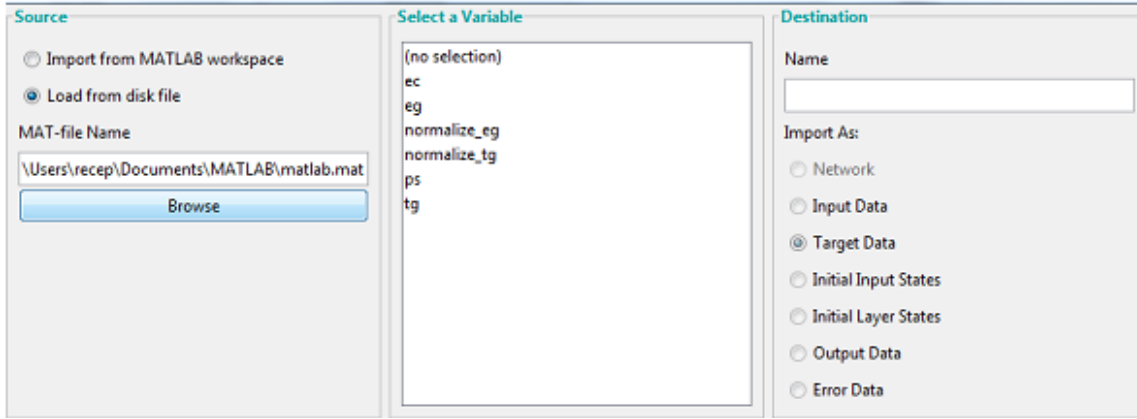 Source
Import from MATLAB workspace
Load from disk file
MAT-file Name
\Users\recep\Documents\MATLAB\matlab.mat
Browse
Select a Variable
(no selection)
ec
eg
normalize_eg
normalize_tg
ps
tg
Destination
Name
Import As:
Network
Input Data
Target Data
Initial Input States
Initial Layer States
Output Data
Error Data